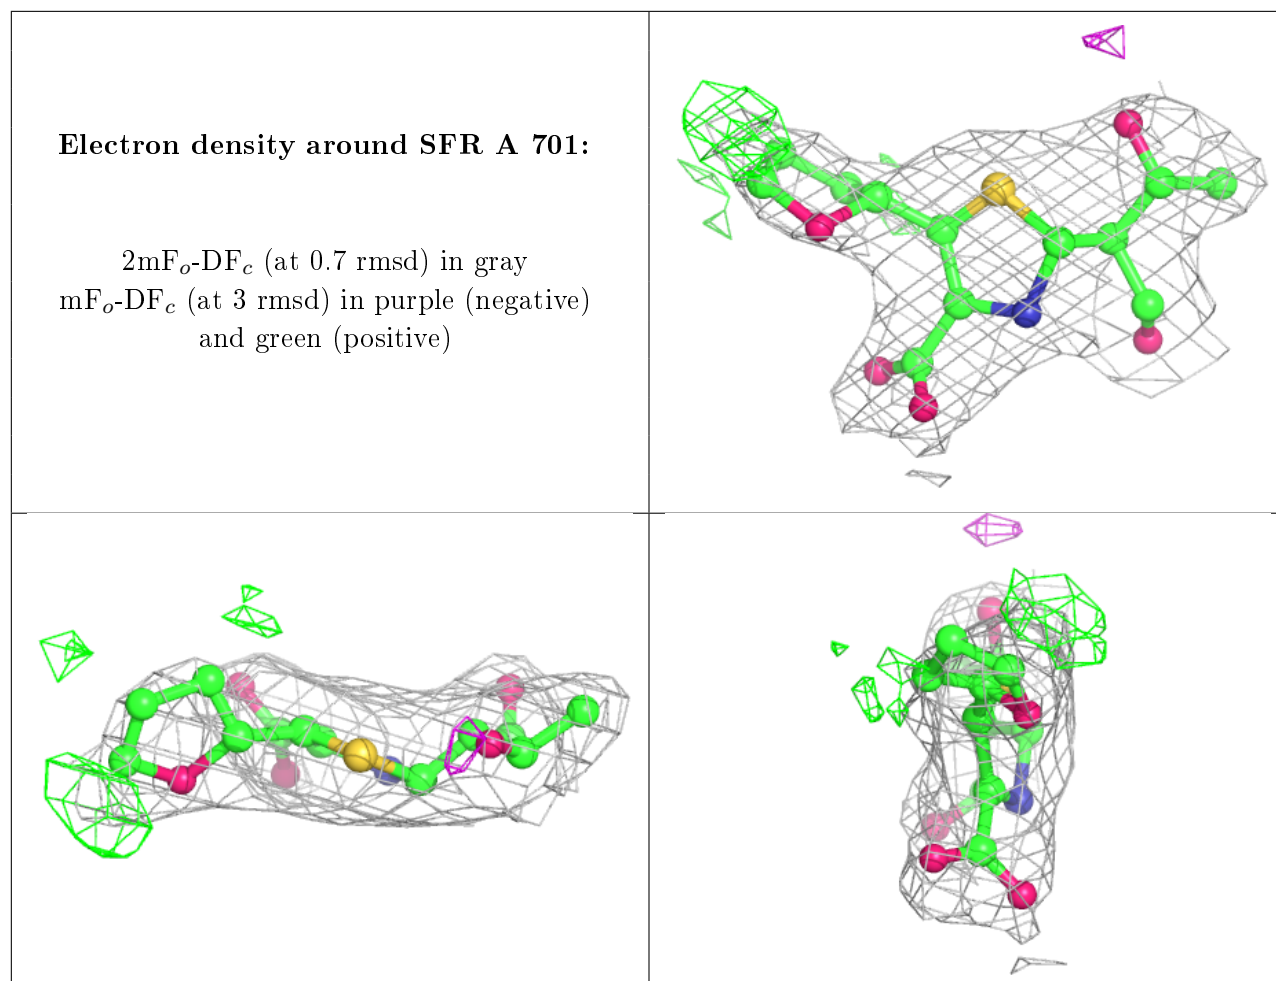 Electron density around SFR A 701:
2mFo-DFc (at 0.7 rmsd) in gray
mFo-DFc (at 3 rmsd) in purple (negative)
and green (positive)